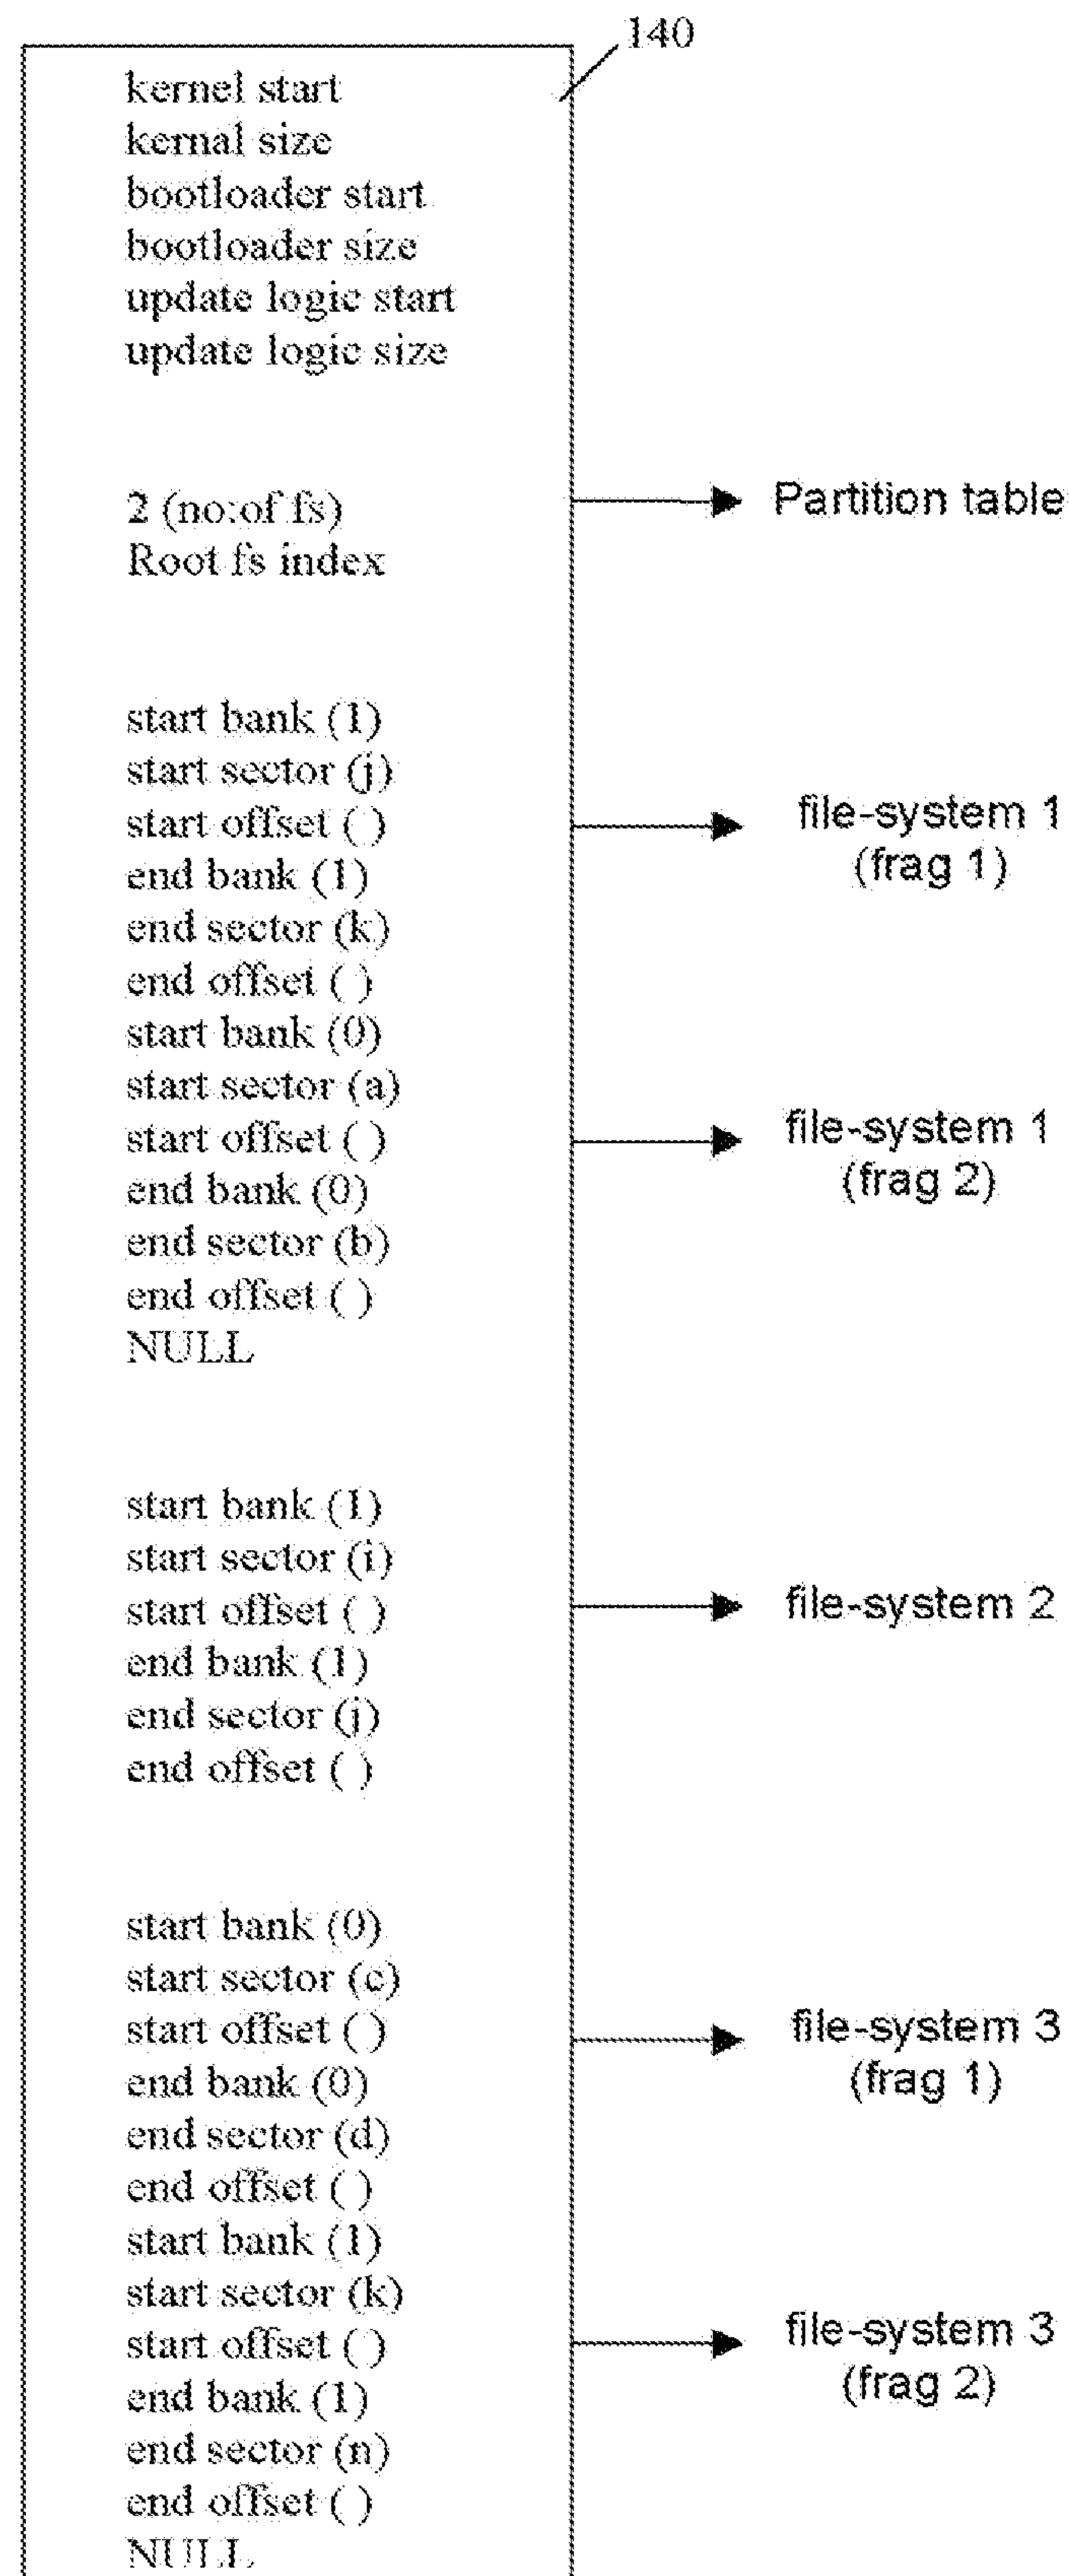 140
kernel start
kernal size
bootloader start
bootloader size
update logic start
update logic size
2 (no:of fs)
Partition table
Root fs index
start bank (1)
start sector (j)
start offset ( )
file-system 1
(frag 1)
end bank (1)
end sector (k)
end offset ( )
start bank (0)
start sector (a)
start offset ( )
file-system 1
(frag 2)
end bank (0)
end sector (b)
end offset ( )
NULL
start bank (1)
start sector (i)
start offset ( )
file-system 2
end bank (1)
end sector (j)
end offset ( )
start bank (0)
start sector (c)
start offset ( )
file-system 3
(frag 1)
end bank (0)
end sector (d)
end offset ( )
start bank (1)
start sector (k)
start offset ( )
file-system 3
(frag 2)
end bank (1)
end sector (n)
end offset ( )
NULL